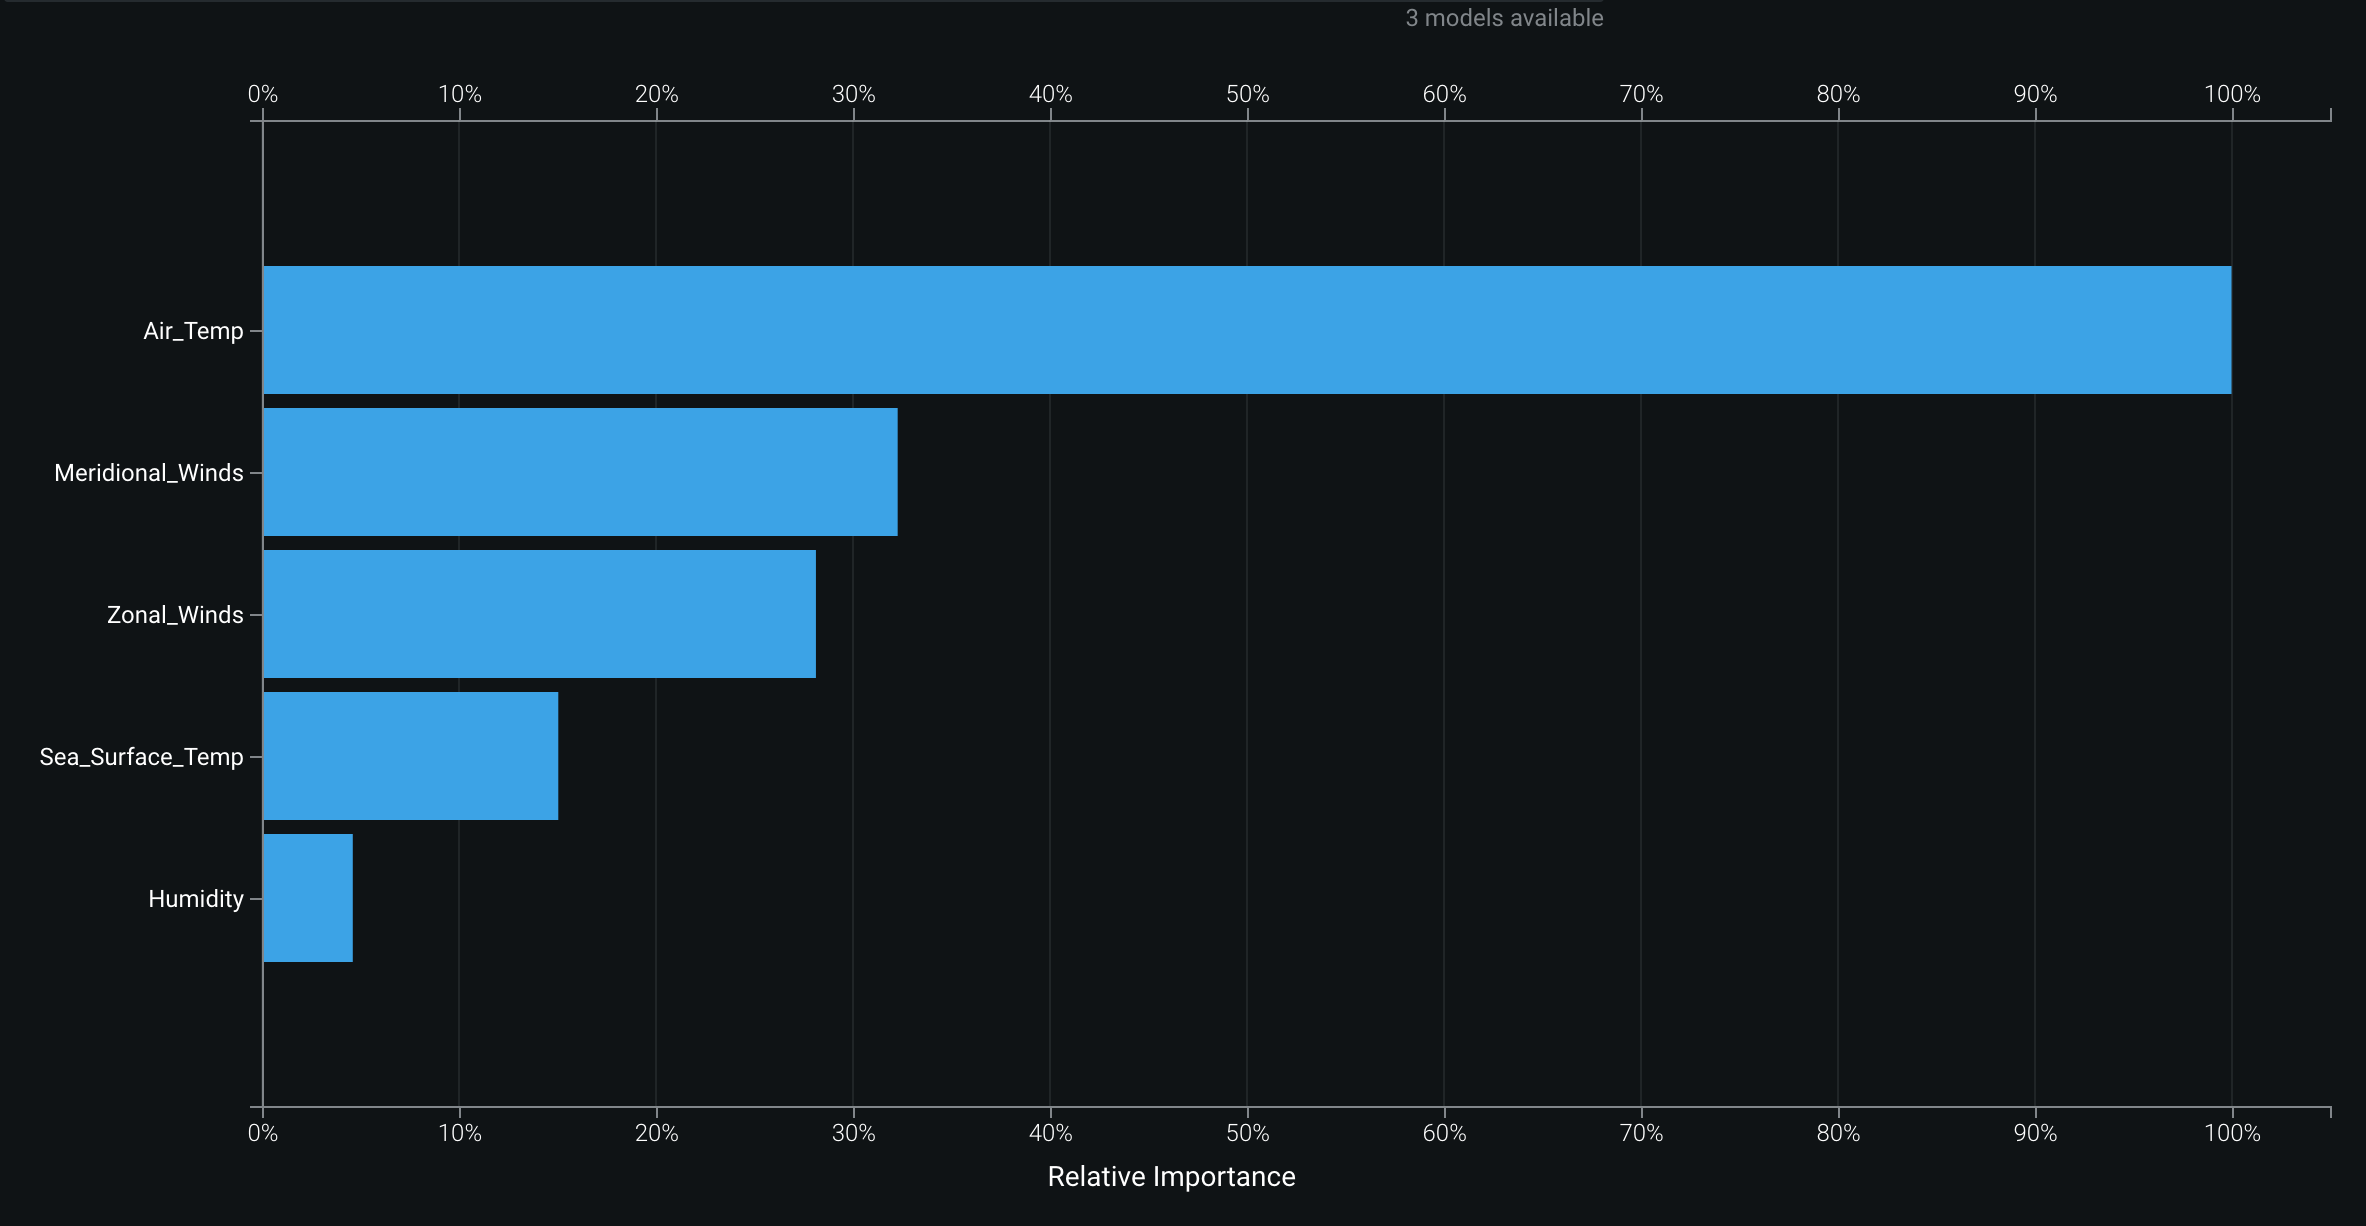 3 models available
0% 10% 20% 30% 40% 50% 60% 70% 80% 90% 100%
Air_Temp
Meridional_Winds
Zonal_Winds
Sea_Surface_Temp
Humidity
0% 10% 20% 30% 40% 50% 60% 70% 80% 90% 100%
Relative Importance